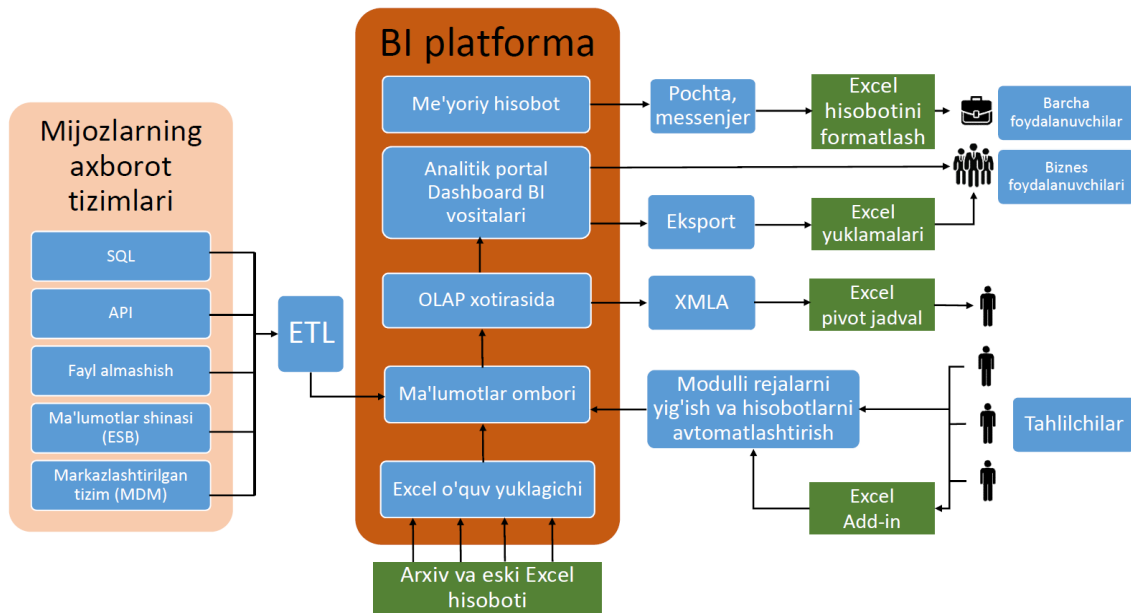 Mijozlarning
axborot
tizimlari
SQL
API
Fayl almashish
Ma'lumotlar shinasi
(ESB)
Markazlashtirilgan
tizim (MDM)
ETL
BI platforma
Me'yoriy hisobot
Analitik portal
Dashboard BI
vositalari
OLAP xotirasida
Ma'lumotlar ombori
Excel o'quv yuklagichi
Arxiv va eski Excel
hisoboti
Pochta,
messenjer
Excel
hisobotini
formatlash
Barcha
foydalanuvchilar
Biznes
foydalanuvchilari
Eksport
Excel
yuklamalari
XMLA
Excel
pivot jadval
Modulli rejalarni
yig'ish va hisobotlarni
avtomatlashtirish
Excel
Add-in
Tahlilchilar